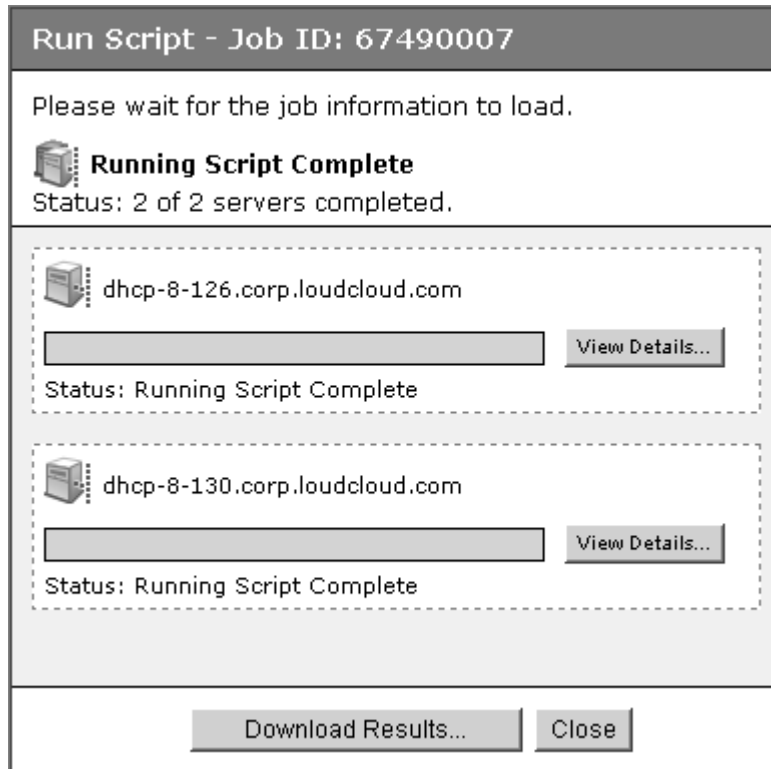 Run Script - Job ID: 67490007
Please wait for the job information to load.
Running Script Complete
Status: 2 of 2 servers completed.
dhcp-8-126.corp.loudcloud.com
View Details...
Status: Running Script Complete
dhcp-8-130.corp.loudcloud.com
View Details...
Status: Running Script Complete
Download Results... Close